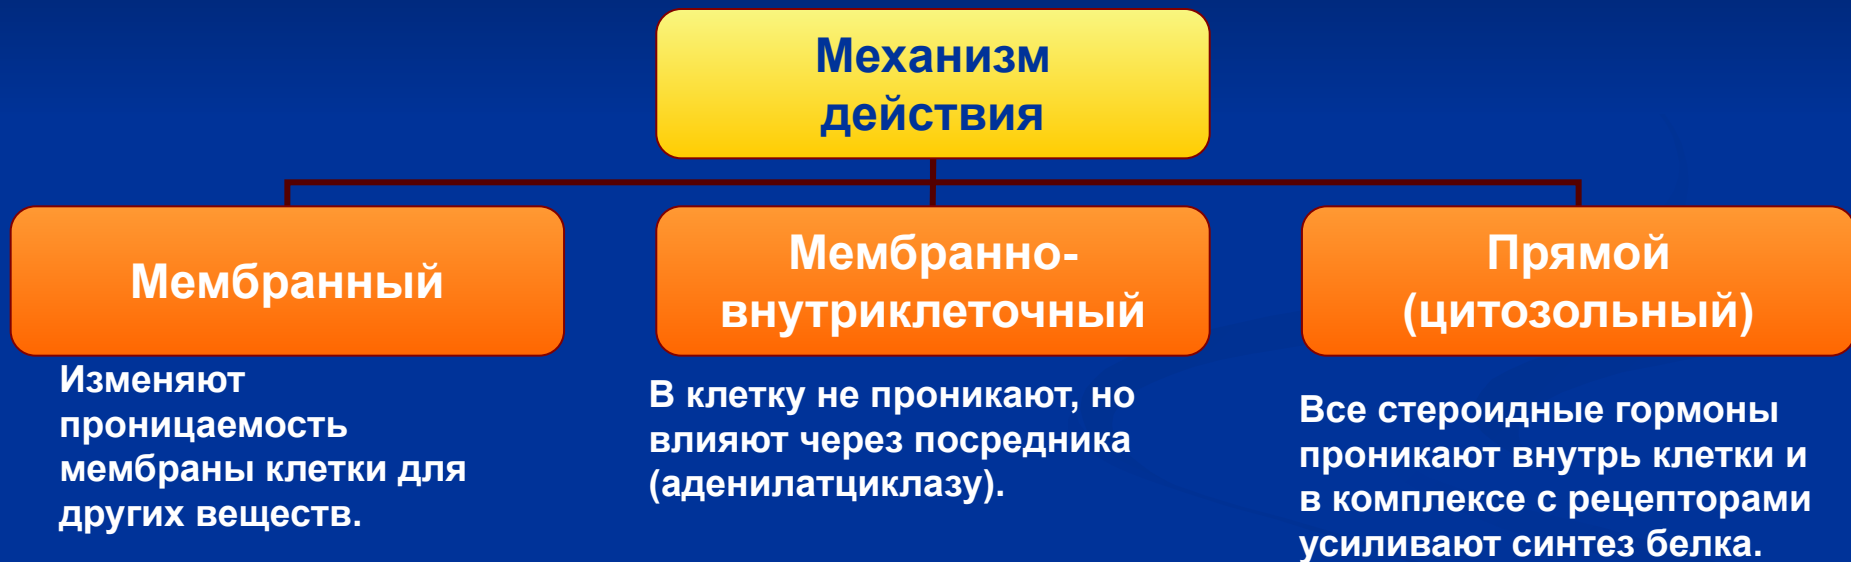 Механизм
действия
Мембранный
Мембранно-
внутриклеточный
Прямой
(цитозольный)
Изменяют
проницаемость
мембраны клетки для
других веществ.
В клетку не проникают, но
влияют через посредника
(аденилатциклазу).
Все стероидные гормоны
проникают внутрь клетки и
в комплексе с рецепторами
усиливают синтез белка.